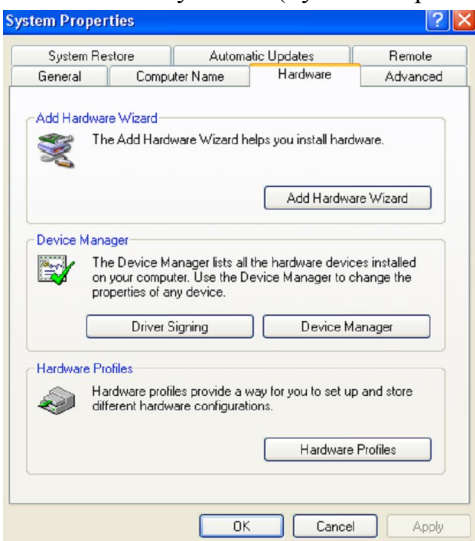 System Properties
System Restore Automatic Updates Remote
General Computer Name Hardware Advanced
Add Hardware Wizard
The Add Hardware Wizard helps you install hardware.
Add Hardware Wizard
Device Manager
The Device Manager lists all the hardware devices installed
on your computer. Use the Device Manager to change the
properties of any device.
Driver Signing Device Manager
Hardware Profiles
Hardware profiles provide a way for you to set up and store
different hardware configurations.
Hardware Profiles
OK Cancel Apply